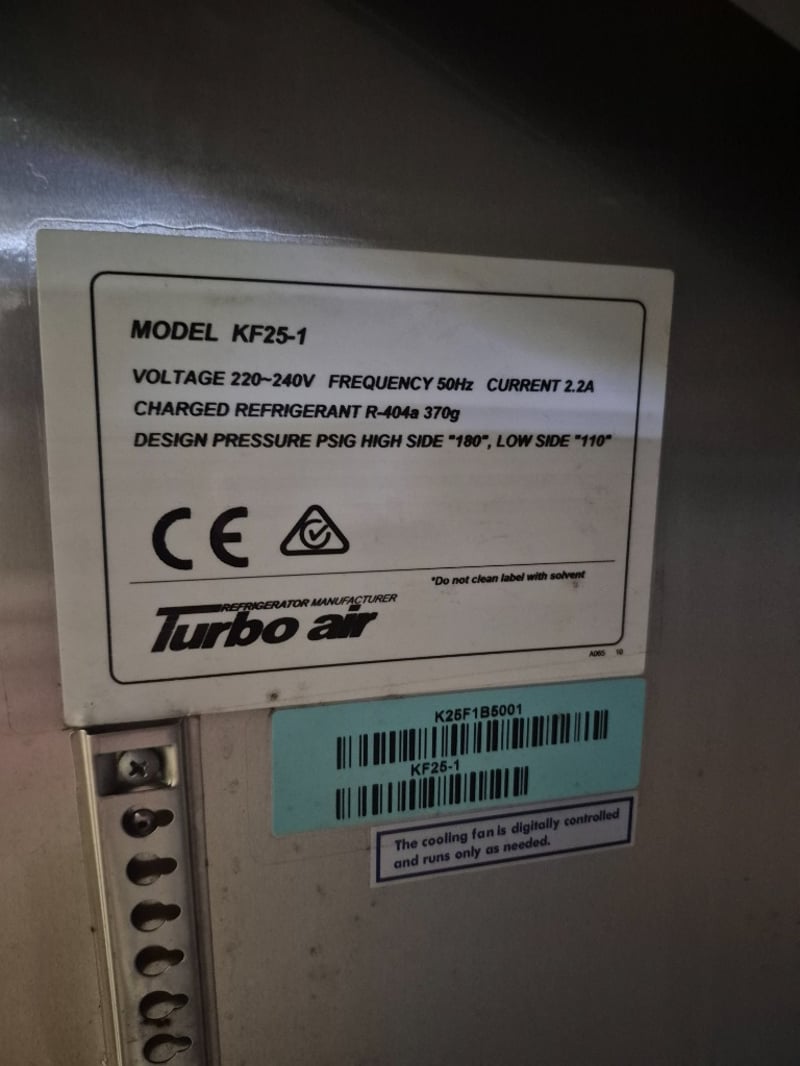 MODEL KF25-1
VOLTAGE 220~240V FREQUENCY 50Hz CURRENT 2.2A
CHARGED REFRIGERANT R-404a 370g
DESIGN PRESSURE PSIG HIGH SIDE "180", LOW SIDE "110"
CE
*Do not clean label with solvent
REFRIGERATOR MANUFACTURER
Turbo air
A065 10
K25F1B5001
KF25-1
The cooling fan is digitally controlled
and runs only as needed.